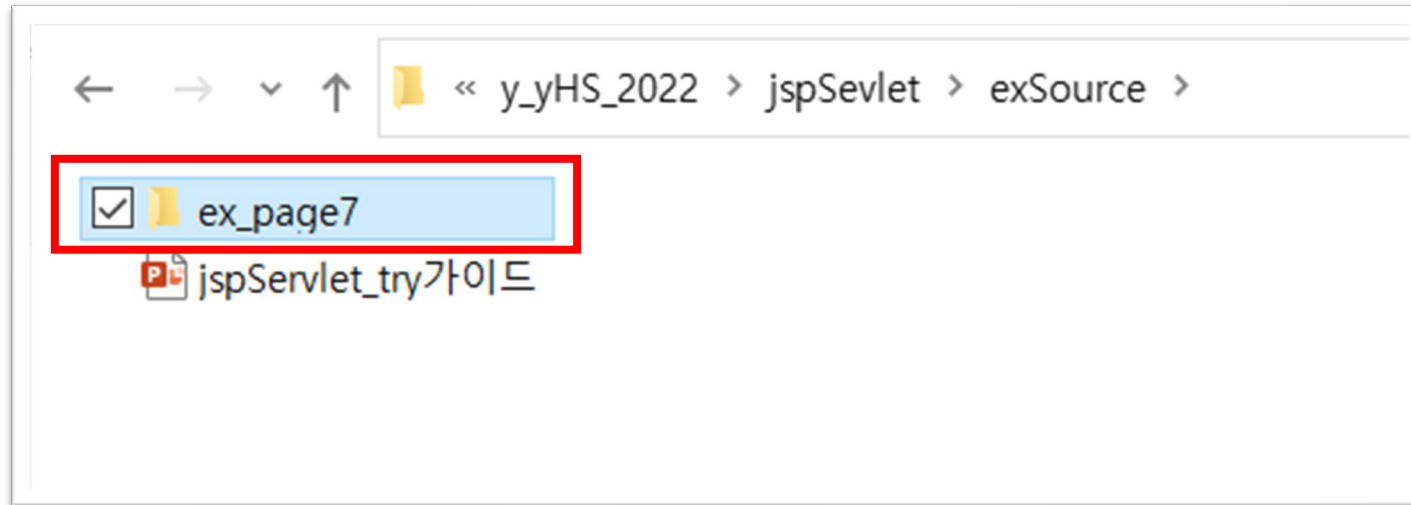 « y_yHS_2022 > jspSevlet > exSource >
ex_page7
jspServlet_try가이드